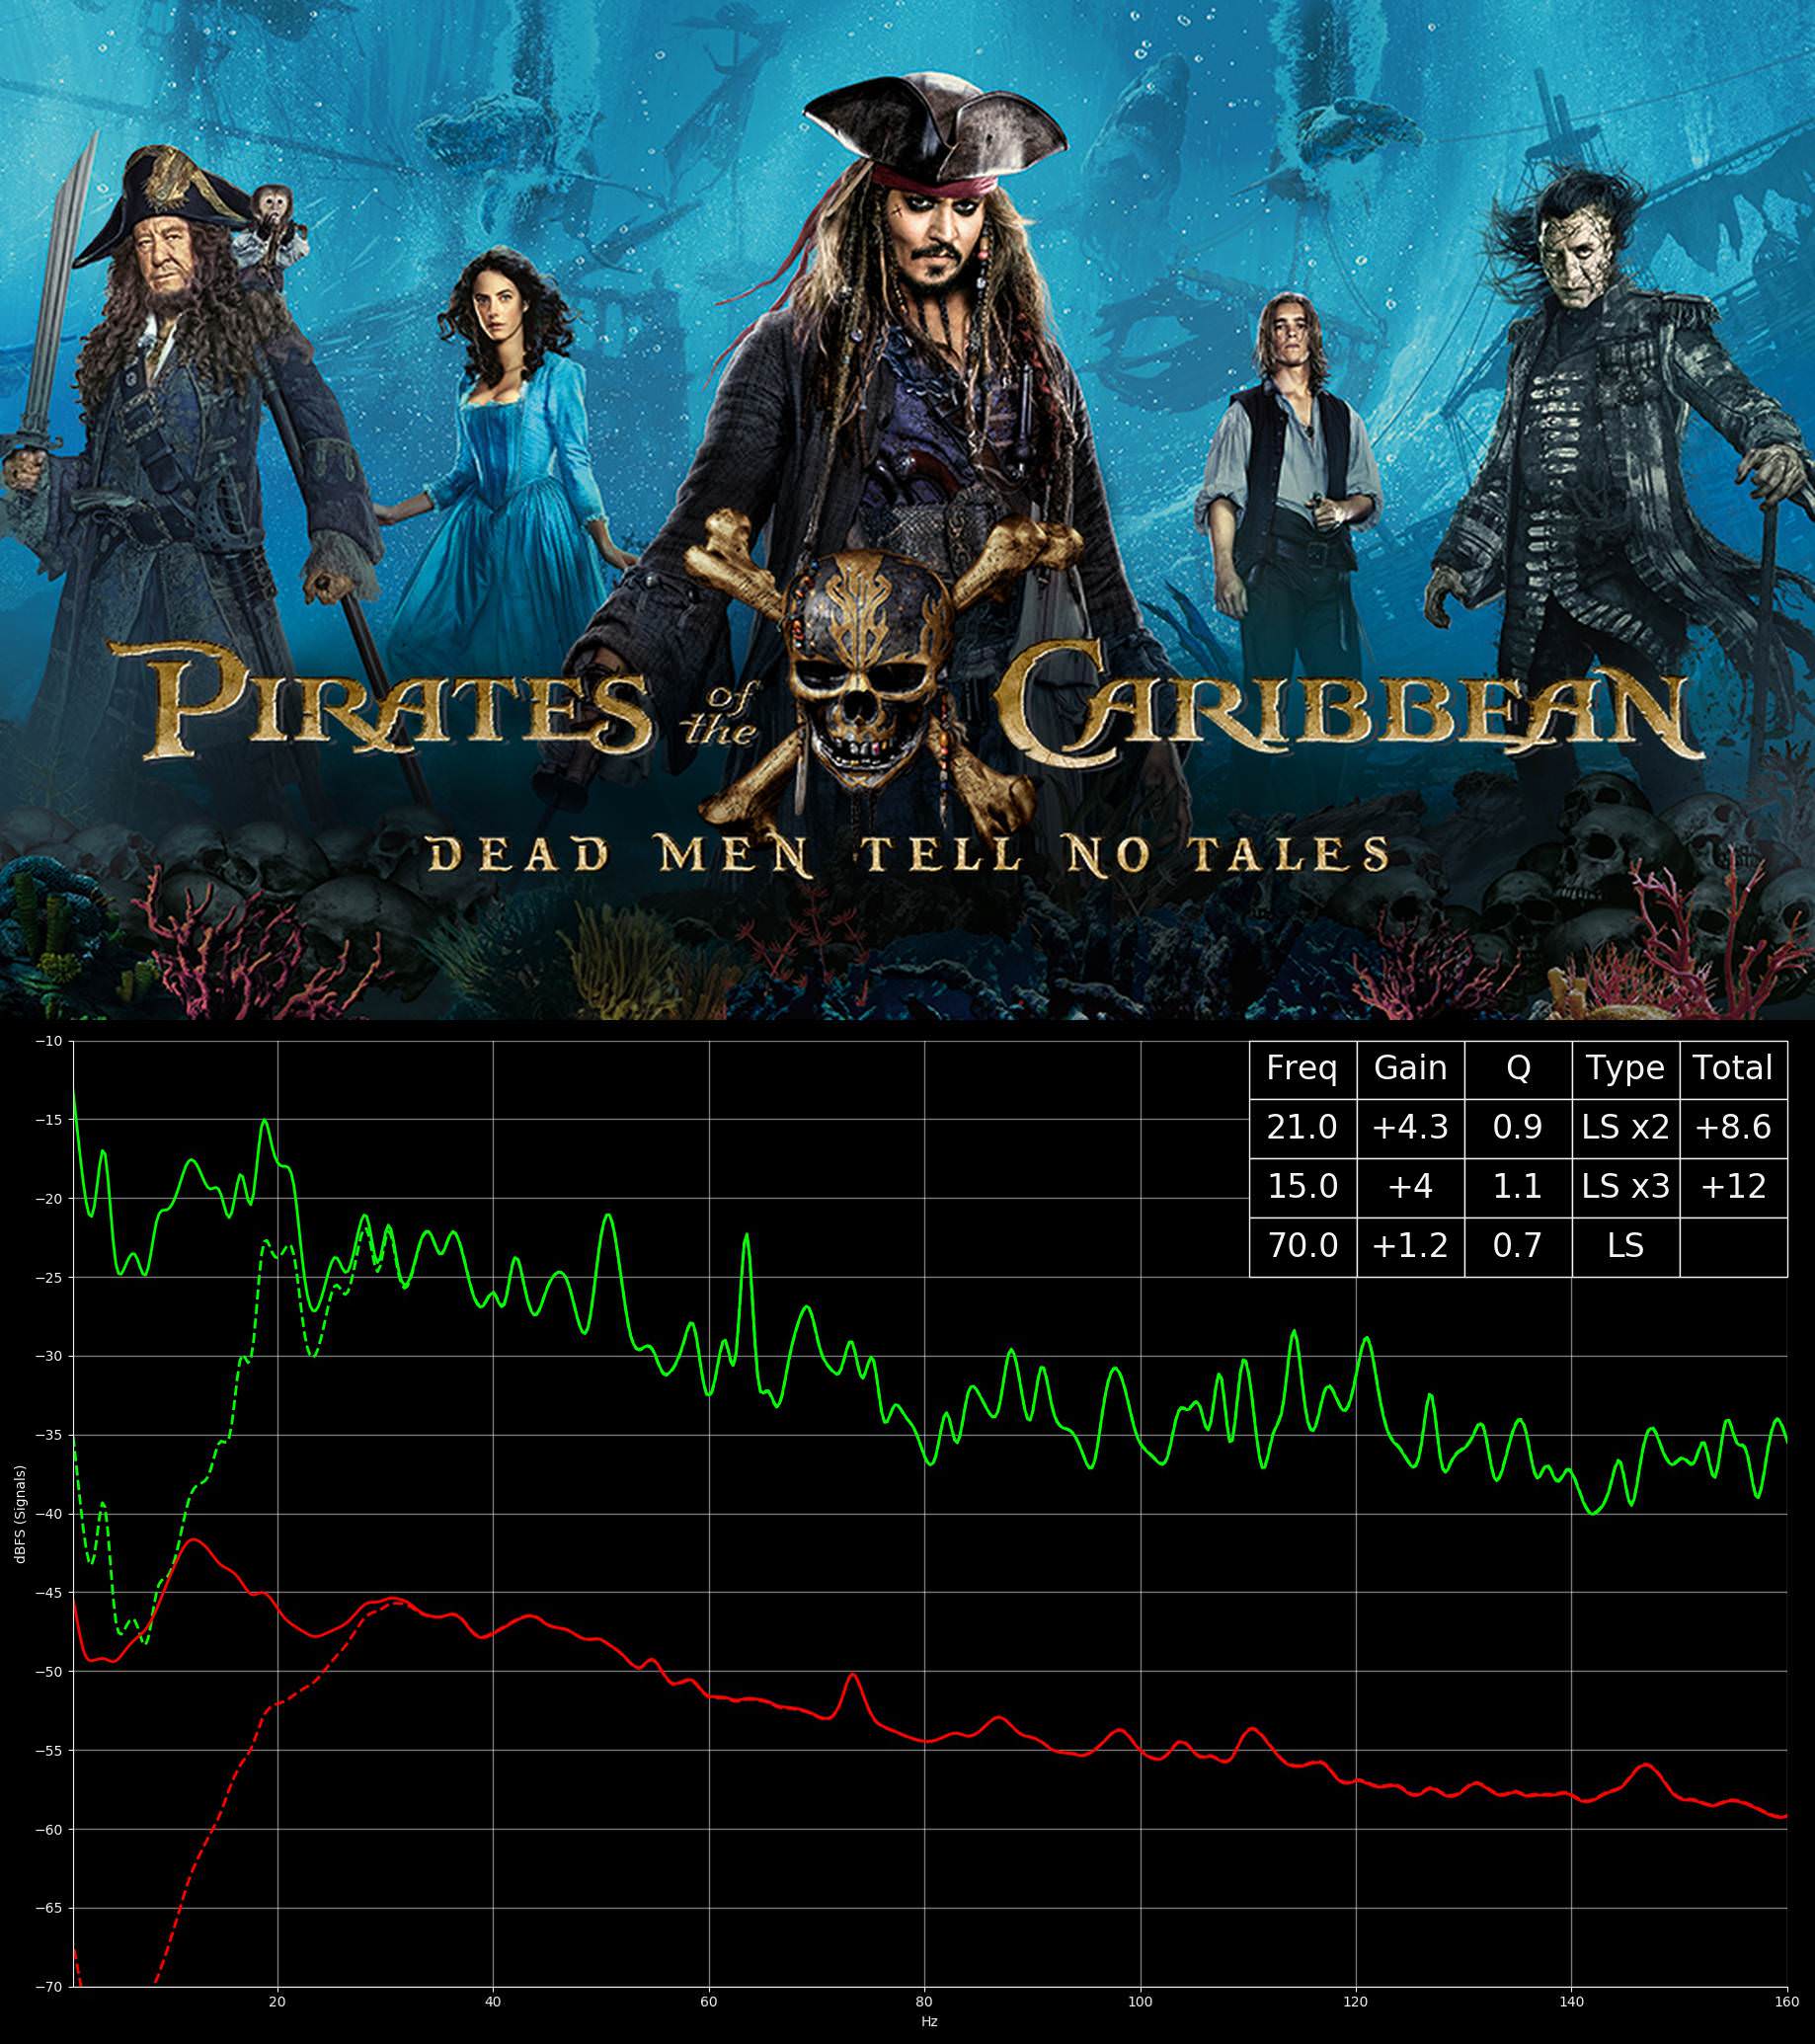 PIRATES of the CARIBBEAN
DEAD MEN TELL NO TALES
Freq Gain Q Type Total
21.0 +4.3 0.9 LS x2 +8.6
15.0 +4 1.1 LS x3 +12
70.0 +1.2 0.7 LS
−10
−15
−20
−25
−30
−35
−40
−45
−50
−55
−60
−65
−70
dBFS (Signals)
20 40 60 80 100 120 140 160
Hz